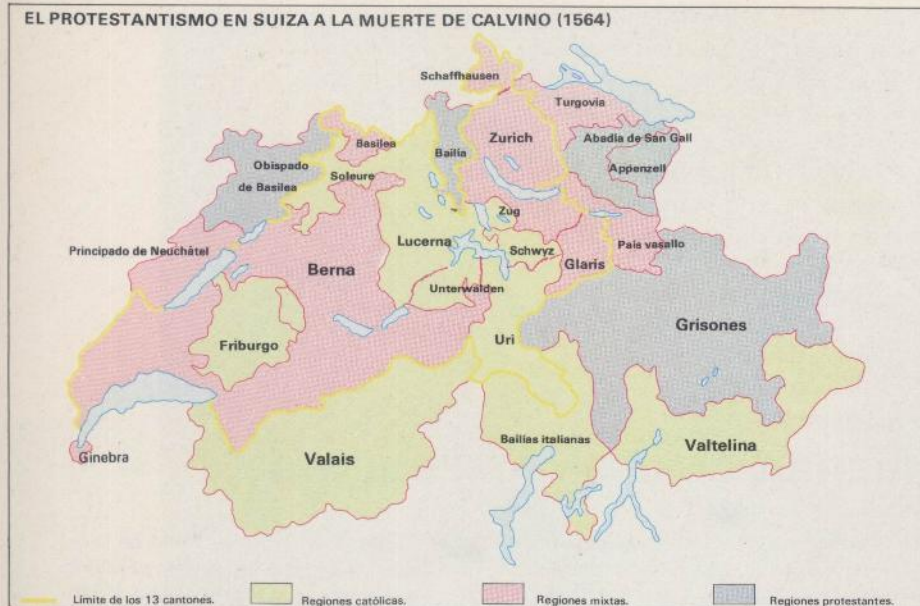 EL PROTESTANTISMO EN SUIZA A LA MUERTE DE CALVINO (1564)
Schaffhausen
Turgovia
Basilea
Bailía
Zurich
Abadía de San Gall
Obispado
de Basilea
Soleure
Appenzell
Zug
Principado de Neuchâtel
Berna
Lucerna
Schwyz
Glaris
País vasallo
Unterwalden
Friburgo
Uri
Grisones
Ginebra
Valais
Bailías italianas
Valtelina
Límite de los 13 cantones.
Regiones católicas.
Regiones mixtas.
Regiones protestantes.